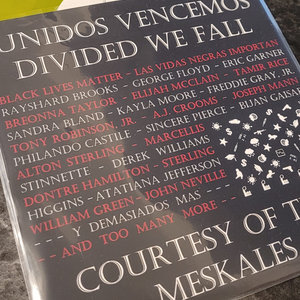 UNIDOS VENCEMOS
DIVIDED WE FALL
BLACK LIVES MATTER - LAS VIDAS NEGRAS IMPORTAN
RAYSHARD BROOKS - GEORGE FLOYD - ERIC GARNER
BREONNA TAYLOR - ELIJAH MCCLAIN - TAMIR RICE
SANDRA BLAND - KAYLA MOORE - FREDDIE GRAY, JR.
TONY ROBINSON, JR. - A.J. CROOMS - JOSEPH MANN
PHILANDO CASTILE - SINCERE PIERCE - BIJAN
ALTON STERLING - MARCELLIS
STINNETTE - DEREK WILLIAMS
DONTRE HAMILTON - STERLING
HIGGINS - ATATIANA JEFFERSON
WILLIAM GREEN - JOHN NEVILLE
- - - Y DEMASIADOS MAS - - - -
- - AND TOO MANY MORE - - -
COURTESY OF T
MESKALES